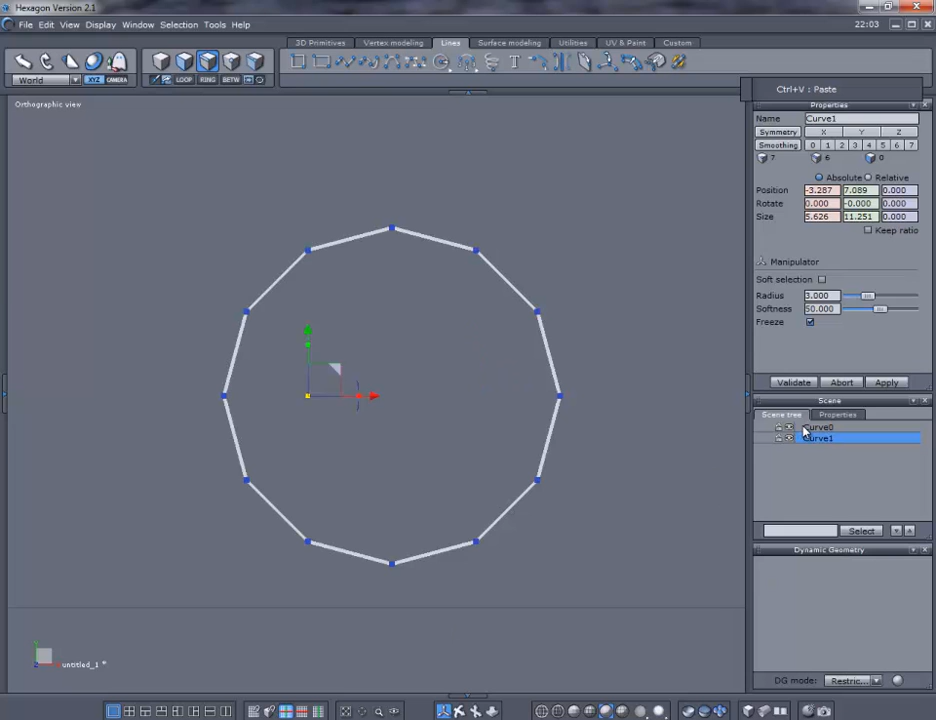 Hexagon Version 2.1
File Edit View Display Window Selection Tools Help
22:03
3D Primitives Vertex modeling Lines Surface modeling Utilities UV & Paint Custom
LOOP RING BETW
World XYZ CAMERA
Ctrl+V : Paste
Orthographic view
Properties
Name Curve1
Symmetry X Y Z
Smoothing 0 1 2 3 4 5 6 7
7 6 0
Absolute Relative
Position -3.287 7.089 0.000
Rotate 0.000 -0.000 0.000
Size 5.626 11.251 0.000
Keep ratio
Manipulator
Soft selection
Radius 3.000
Softness 50.000
Freeze
Validate Abort Apply
Scene
Scene tree Properties
Curve0
Curve1
Select
Dynamic Geometry
untitled_1 *
DG mode: Restric...